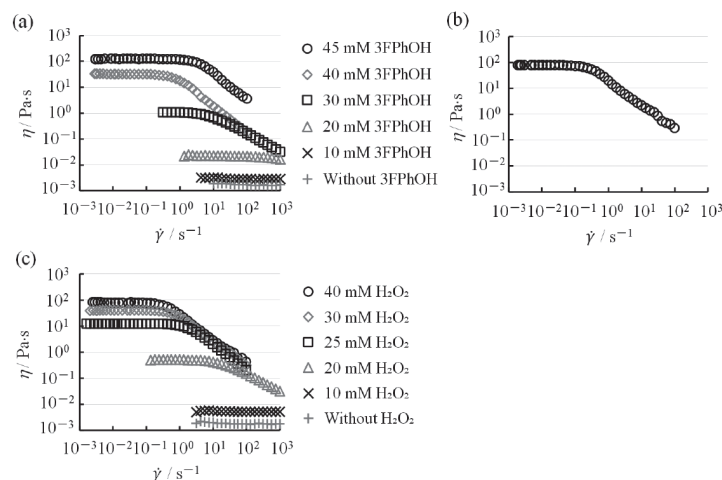 (a)
10³
10²
10¹
10⁰
10⁻¹
10⁻²
10⁻³
η / Pa·s
10⁻³ 10⁻² 10⁻¹ 10⁰ 10¹ 10² 10³
γ̇ / s⁻¹
45 mM 3FPhOH
40 mM 3FPhOH
30 mM 3FPhOH
20 mM 3FPhOH
10 mM 3FPhOH
Without 3FPhOH
(b)
10³
10²
10¹
10⁰
10⁻¹
10⁻²
10⁻³
η / Pa·s
10⁻³ 10⁻² 10⁻¹ 10⁰ 10¹ 10² 10³
γ̇ / s⁻¹
(c)
10³
10²
10¹
10⁰
10⁻¹
10⁻²
10⁻³
η / Pa·s
10⁻³ 10⁻² 10⁻¹ 10⁰ 10¹ 10² 10³
γ̇ / s⁻¹
40 mM H₂O₂
30 mM H₂O₂
25 mM H₂O₂
20 mM H₂O₂
10 mM H₂O₂
Without H₂O₂